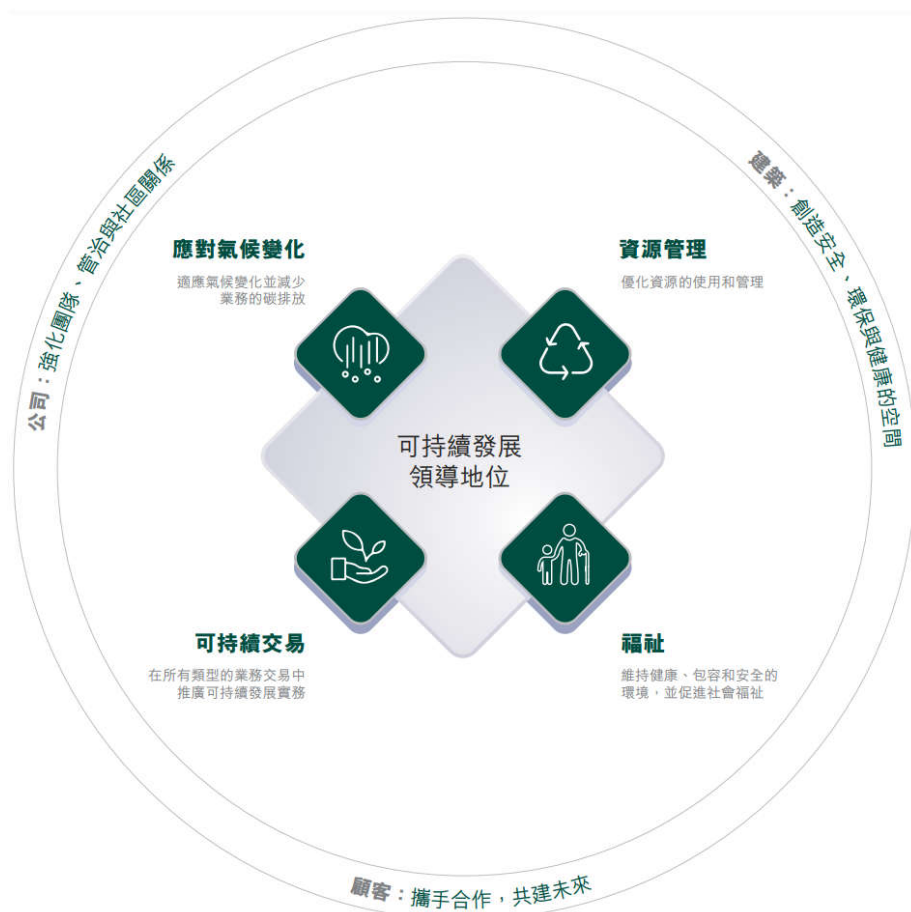 公司：強化團隊、管治與社區關係
建築：創造安全、環保與健康的空間
應對氣候變化
適應氣候變化並減少
業務的碳排放
資源管理
優化資源的使用和管理
可持續發展
領導地位
可持續交易
在所有類型的業務交易中
推廣可持續發展實務
福祉
維持健康、包容和安全的
環境，並促進社會福祉
顧客：攜手合作，共建未來